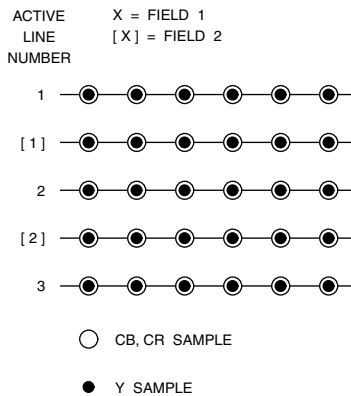 ACTIVE
LINE
NUMBER
X = FIELD 1
[ X ] = FIELD 2
1
[ 1 ]
2
[ 2 ]
3
CB, CR SAMPLE
Y SAMPLE